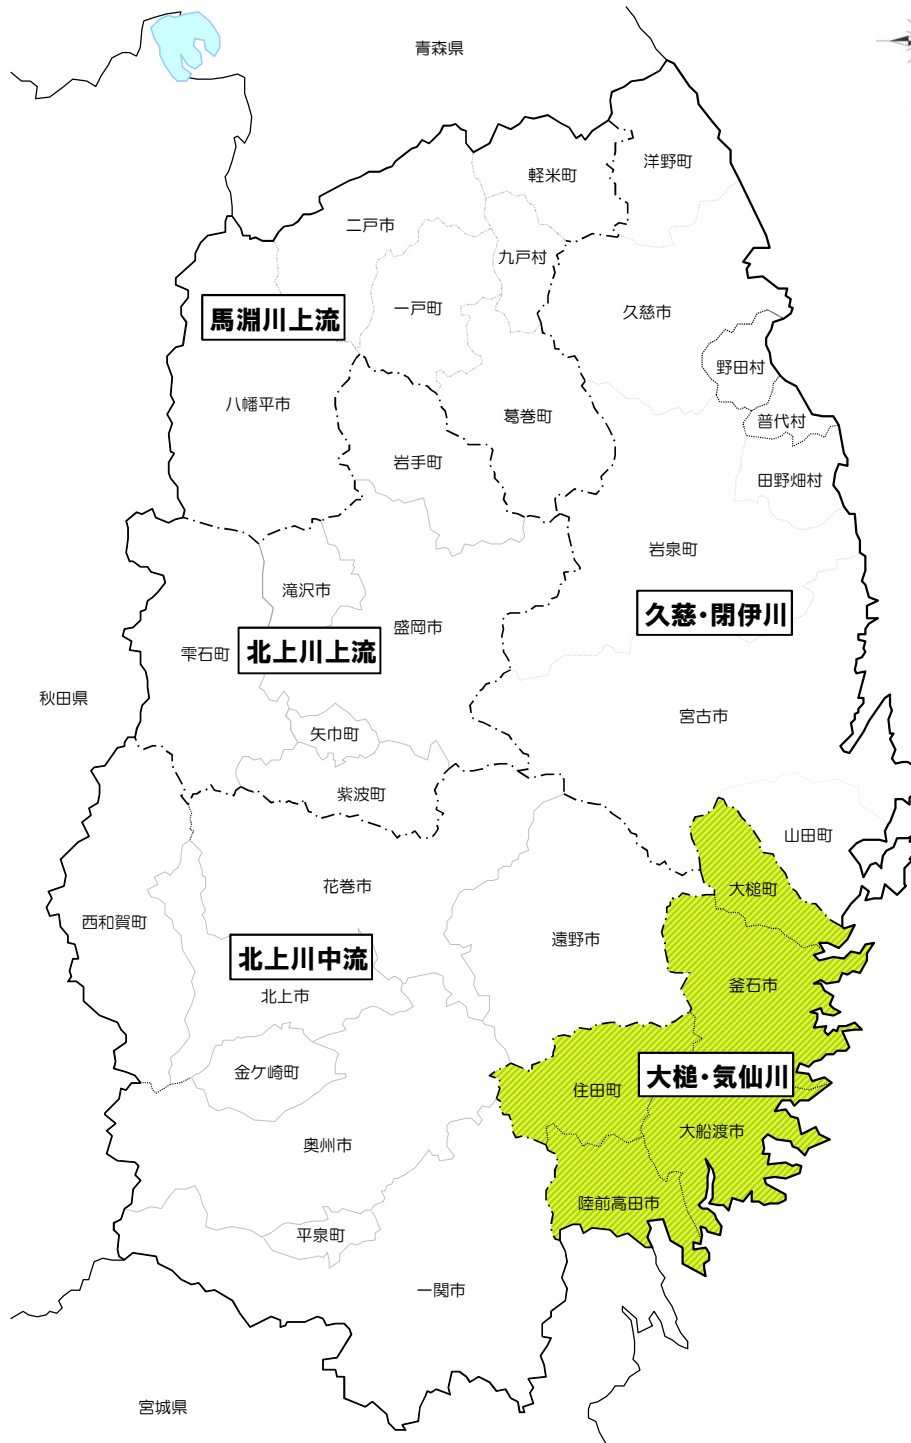 青森県
洋野町
軽米町
二戸市
九戸村
一戸町
馬淵川上流
久慈市
野田村
八幡平市
葛巻町
普代村
岩手町
田野畑村
岩泉町
滝沢市
久慈・閉伊川
盛岡市
雫石町
北上川上流
秋田県
宮古市
矢巾町
紫波町
山田町
花巻市
大槌町
西和賀町
遠野市
北上川中流
釜石市
北上市
金ケ崎町
大槌・気仙川
住田町
大船渡市
奥州市
陸前高田市
平泉町
一関市
宮城県